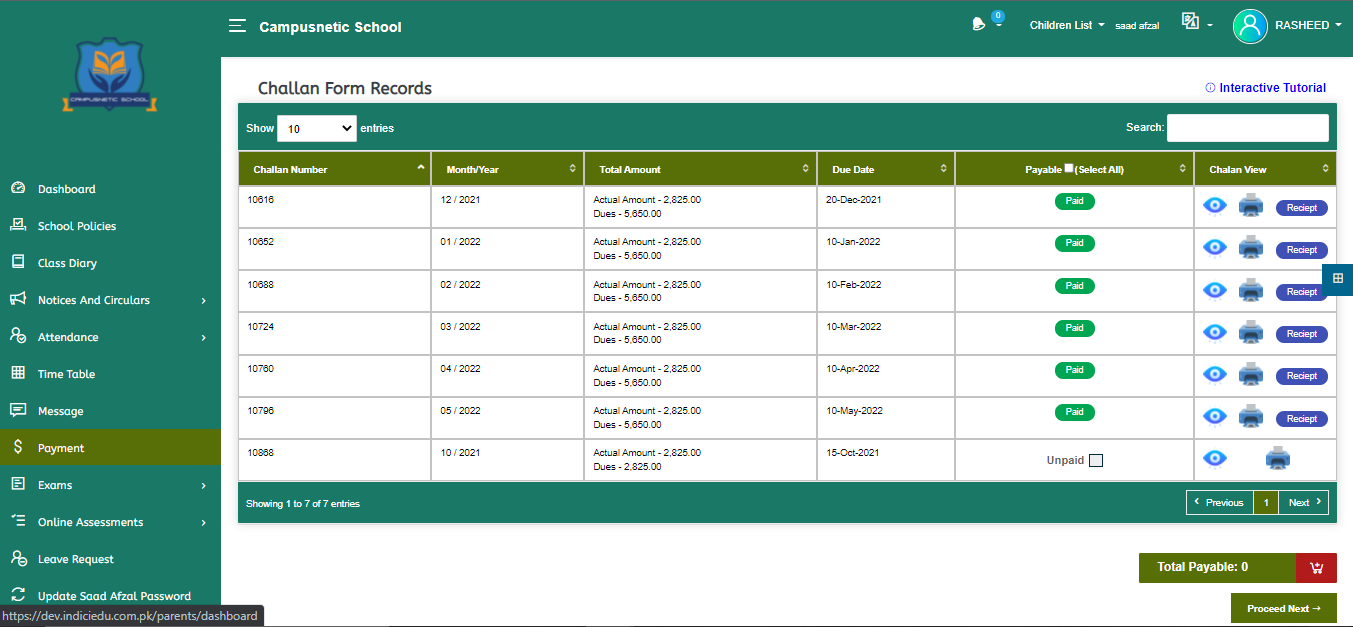 Campusnetic School
0
Children List
saad afzal
RASHEED
CAMPUSNETIC SCHOOL
Dashboard
School Policies
Class Diary
Notices And Circulars
Attendance
Time Table
Message
Payment
Exams
Online Assessments
Leave Request
Update Saad Afzal Password
https://dev.indiciedu.com.pk/parents/dashboard
Challan Form Records
Interactive Tutorial
Show 10 entries
Search:
Challan Number Month/Year Total Amount Due Date Payable (Select All) Chalan View
10616 12 / 2021 Actual Amount - 2,825.00 20-Dec-2021 Paid Reciept
Dues - 5,650.00
10652 01 / 2022 Actual Amount - 2,825.00 10-Jan-2022 Paid Reciept
Dues - 5,650.00
10688 02 / 2022 Actual Amount - 2,825.00 10-Feb-2022 Paid Reciept
Dues - 5,650.00
10724 03 / 2022 Actual Amount - 2,825.00 10-Mar-2022 Paid Reciept
Dues - 5,650.00
10760 04 / 2022 Actual Amount - 2,825.00 10-Apr-2022 Paid Reciept
Dues - 5,650.00
10796 05 / 2022 Actual Amount - 2,825.00 10-May-2022 Paid Reciept
Dues - 5,650.00
10868 10 / 2021 Actual Amount - 2,825.00 15-Oct-2021 Unpaid
Dues - 2,825.00
Showing 1 to 7 of 7 entries
Previous 1 Next
Total Payable: 0
Proceed Next →